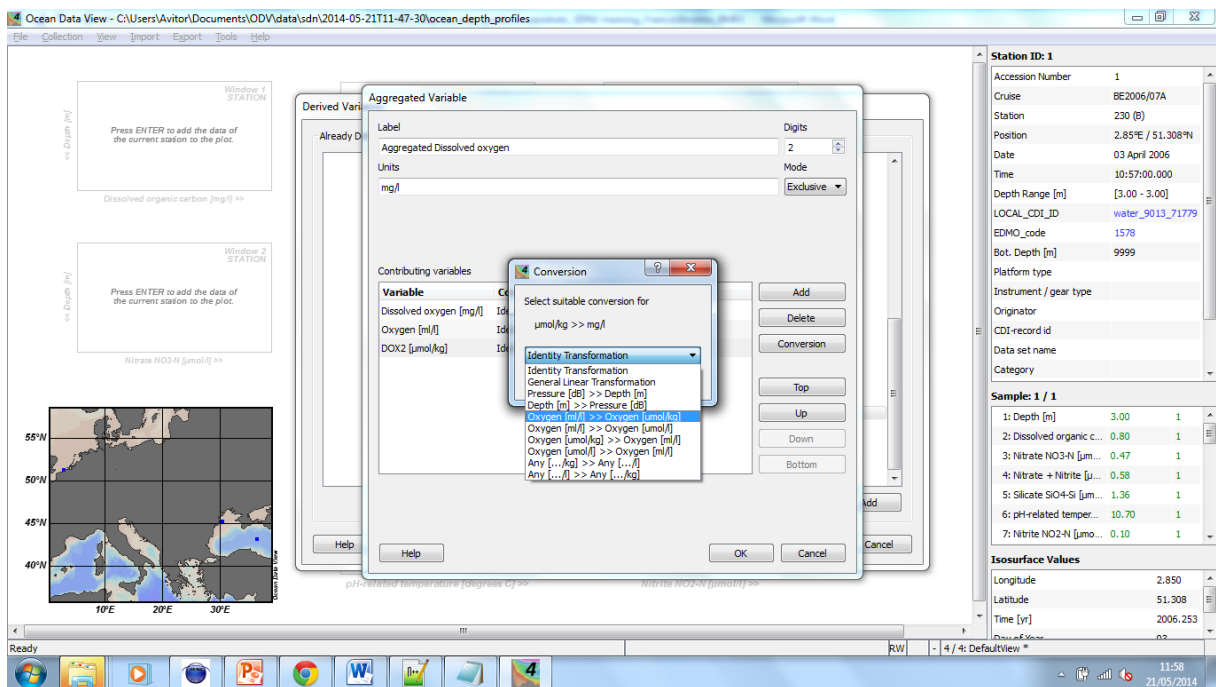 Ocean Data View - C:\Users\Avitor\Documents\ODV\data\sdn\2014-05-21T11-47-30\ocean_depth_profiles
File Collection View Import Export Tools Help
Window 1
STATION
<< Depth [m]
Press ENTER to add the data of
the current station to the plot.
Dissolved organic carbon [mg/l] >>
Window 2
STATION
<< Depth [m]
Press ENTER to add the data of
the current station to the plot.
Nitrate NO3-N [µmol/l] >>
55°N
50°N
45°N
40°N
10°E 20°E 30°E
Ocean Data View
Derived Vari
Already D
Add
Help
Cancel
pH-related temperature [degrees C] >>
Nitrite NO2-N [µmol/l] >>
Aggregated Variable
Label Digits
Aggregated Dissolved oxygen 2
Units Mode
mg/l Exclusive
Contributing variables
Variable Co
Dissolved oxygen [mg/l] Ide
Oxygen [ml/l] Ide
DOX2 [µmol/kg] Ide
Add
Delete
Conversion
Top
Up
Down
Bottom
Help OK Cancel
Conversion
Select suitable conversion for
µmol/kg >> mg/l
Identity Transformation
Identity Transformation
General Linear Transformation
Pressure [dB] >> Depth [m]
Depth [m] >> Pressure [dB]
Oxygen [ml/l] >> Oxygen [umol/kg]
Oxygen [ml/l] >> Oxygen [umol/l]
Oxygen [umol/kg] >> Oxygen [ml/l]
Oxygen [umol/l] >> Oxygen [ml/l]
Any [.../kg] >> Any [.../l]
Any [.../l] >> Any [.../kg]
Station ID: 1
Accession Number 1
Cruise BE2006/07A
Station 230 (B)
Position 2.85°E / 51.308°N
Date 03 April 2006
Time 10:57:00.000
Depth Range [m] [3.00 - 3.00]
LOCAL_CDI_ID water_9013_71779
EDMO_code 1578
Bot. Depth [m] 9999
Platform type
Instrument / gear type
Originator
CDI-record id
Data set name
Category
Sample: 1 / 1
1: Depth [m] 3.00 1
2: Dissolved organic c... 0.80 1
3: Nitrate NO3-N [µm... 0.47 1
4: Nitrate + Nitrite [µ... 0.58 1
5: Silicate SiO4-Si [µm... 1.36 1
6: pH-related temper... 10.70 1
7: Nitrite NO2-N [µmo... 0.10 1
Isosurface Values
Longitude 2.850
Latitude 51.308
Time [yr] 2006.253
Day of Year 93
Ready RW - 4 / 4: DefaultView *
11:58
21/05/2014